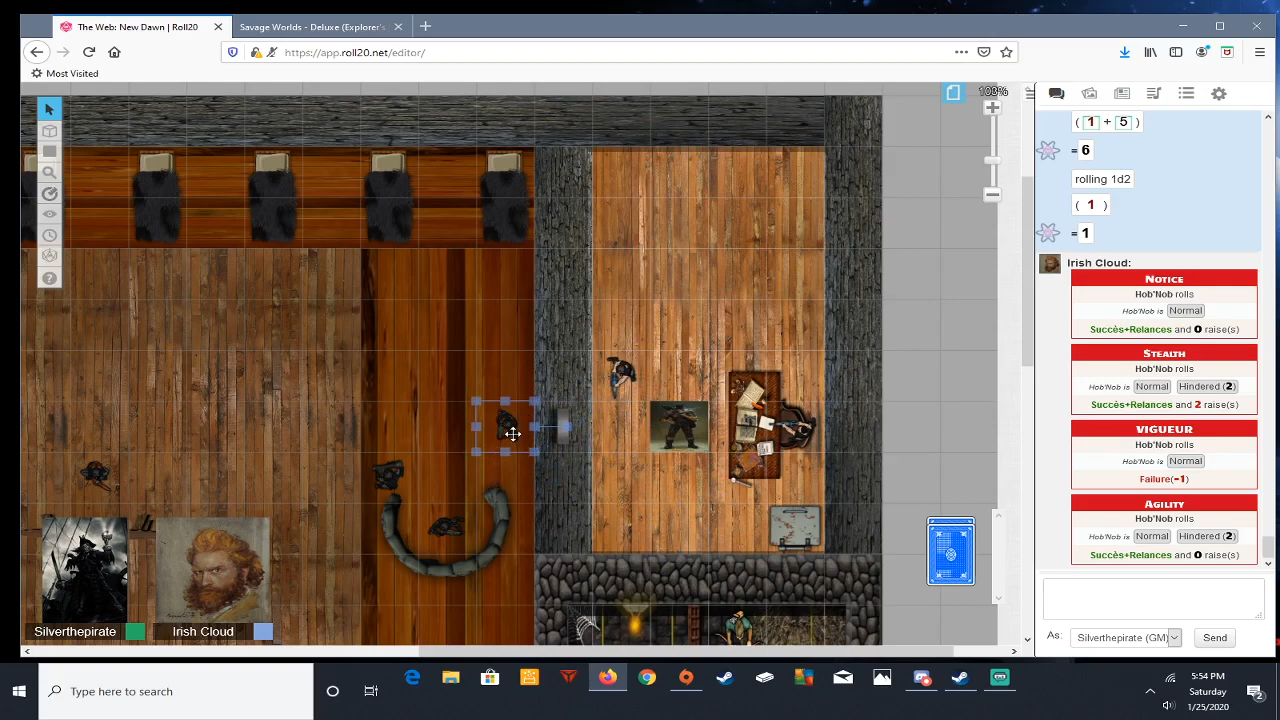 The Web: New Dawn | Roll20
Savage Worlds - Deluxe (Explorer's
https://app.roll20.net/editor/
Most Visited
103%
( 1 + 5 )
= 6
rolling 1d2
( 1 )
= 1
Irish Cloud:
NOTICE
Hob'Nob rolls
Hob'Nob is Normal
Succès+Relances and 0 raise(s)
STEALTH
Hob'Nob rolls
Hob'Nob is Normal Hindered (2)
Succès+Relances and 2 raise(s)
VIGUEUR
Hob'Nob rolls
Hob'Nob is Normal
Failure(-1)
AGILITY
Hob'Nob rolls
Hob'Nob is Normal Hindered (2)
Succès+Relances and 0 raise(s)
Silverthepirate
Irish Cloud
As: Silverthepirate (GM) Send
Type here to search
5:54 PM
Saturday
1/25/2020
2